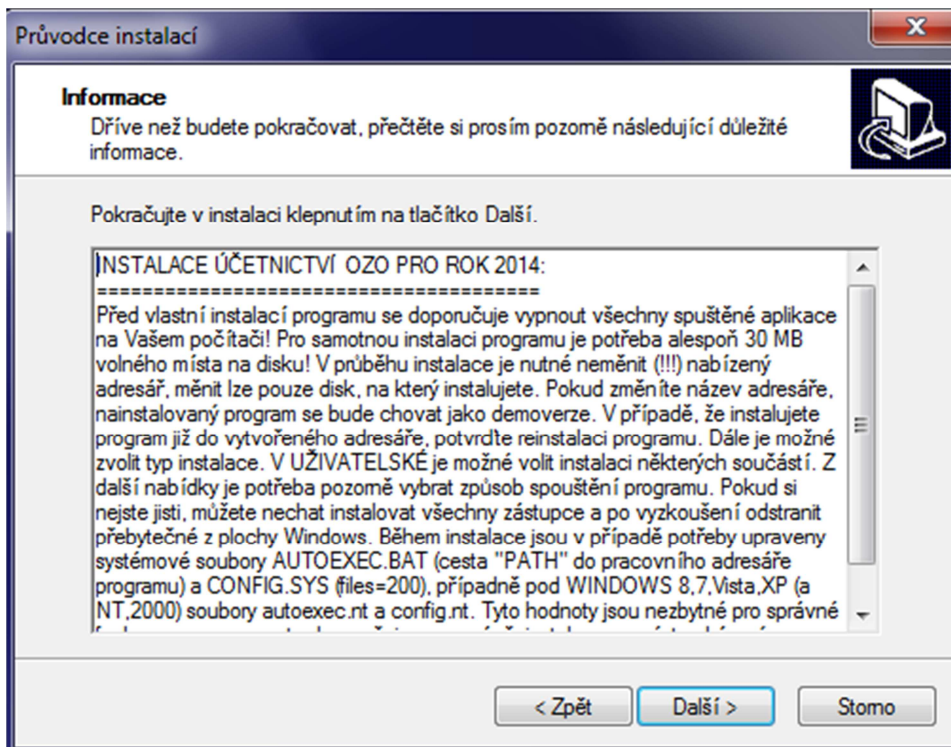 Průvodce instalací
Informace
Dříve než budete pokračovat, přečtěte si prosím pozorně následující důležité
informace.
Pokračujte v instalaci klepnutím na tlačítko Další.
INSTALACE ÚČETNICTVÍ OZO PRO ROK 2014:
=======================================
Před vlastní instalací programu se doporučuje vypnout všechny spuštěné aplikace
na Vašem počítači! Pro samotnou instalaci programu je potřeba alespoň 30 MB
volného místa na disku! V průběhu instalace je nutné neměnit (!!!) nabízený
adresář, měnit lze pouze disk, na který instalujete. Pokud změníte název adresáře,
nainstalovaný program se bude chovat jako demoverze. V případě, že instalujete
program již do vytvořeného adresáře, potvrďte reinstalaci programu. Dále je možné
zvolit typ instalace. V UŽIVATELSKÉ je možné volit instalaci některých součástí. Z
další nabídky je potřeba pozorně vybrat způsob spouštění programu. Pokud si
nejste jisti, můžete nechat instalovat všechny zástupce a po vyzkoušení odstranit
přebytečné z plochy Windows. Během instalace jsou v případě potřeby upraveny
systémové soubory AUTOEXEC.BAT (cesta "PATH" do pracovního adresáře
programu) a CONFIG.SYS (files=200), případně pod WINDOWS 8,7,Vista,XP (a
NT,2000) soubory autoexec.nt a config.nt. Tyto hodnoty jsou nezbytné pro správné
< Zpět
Další >
Storno